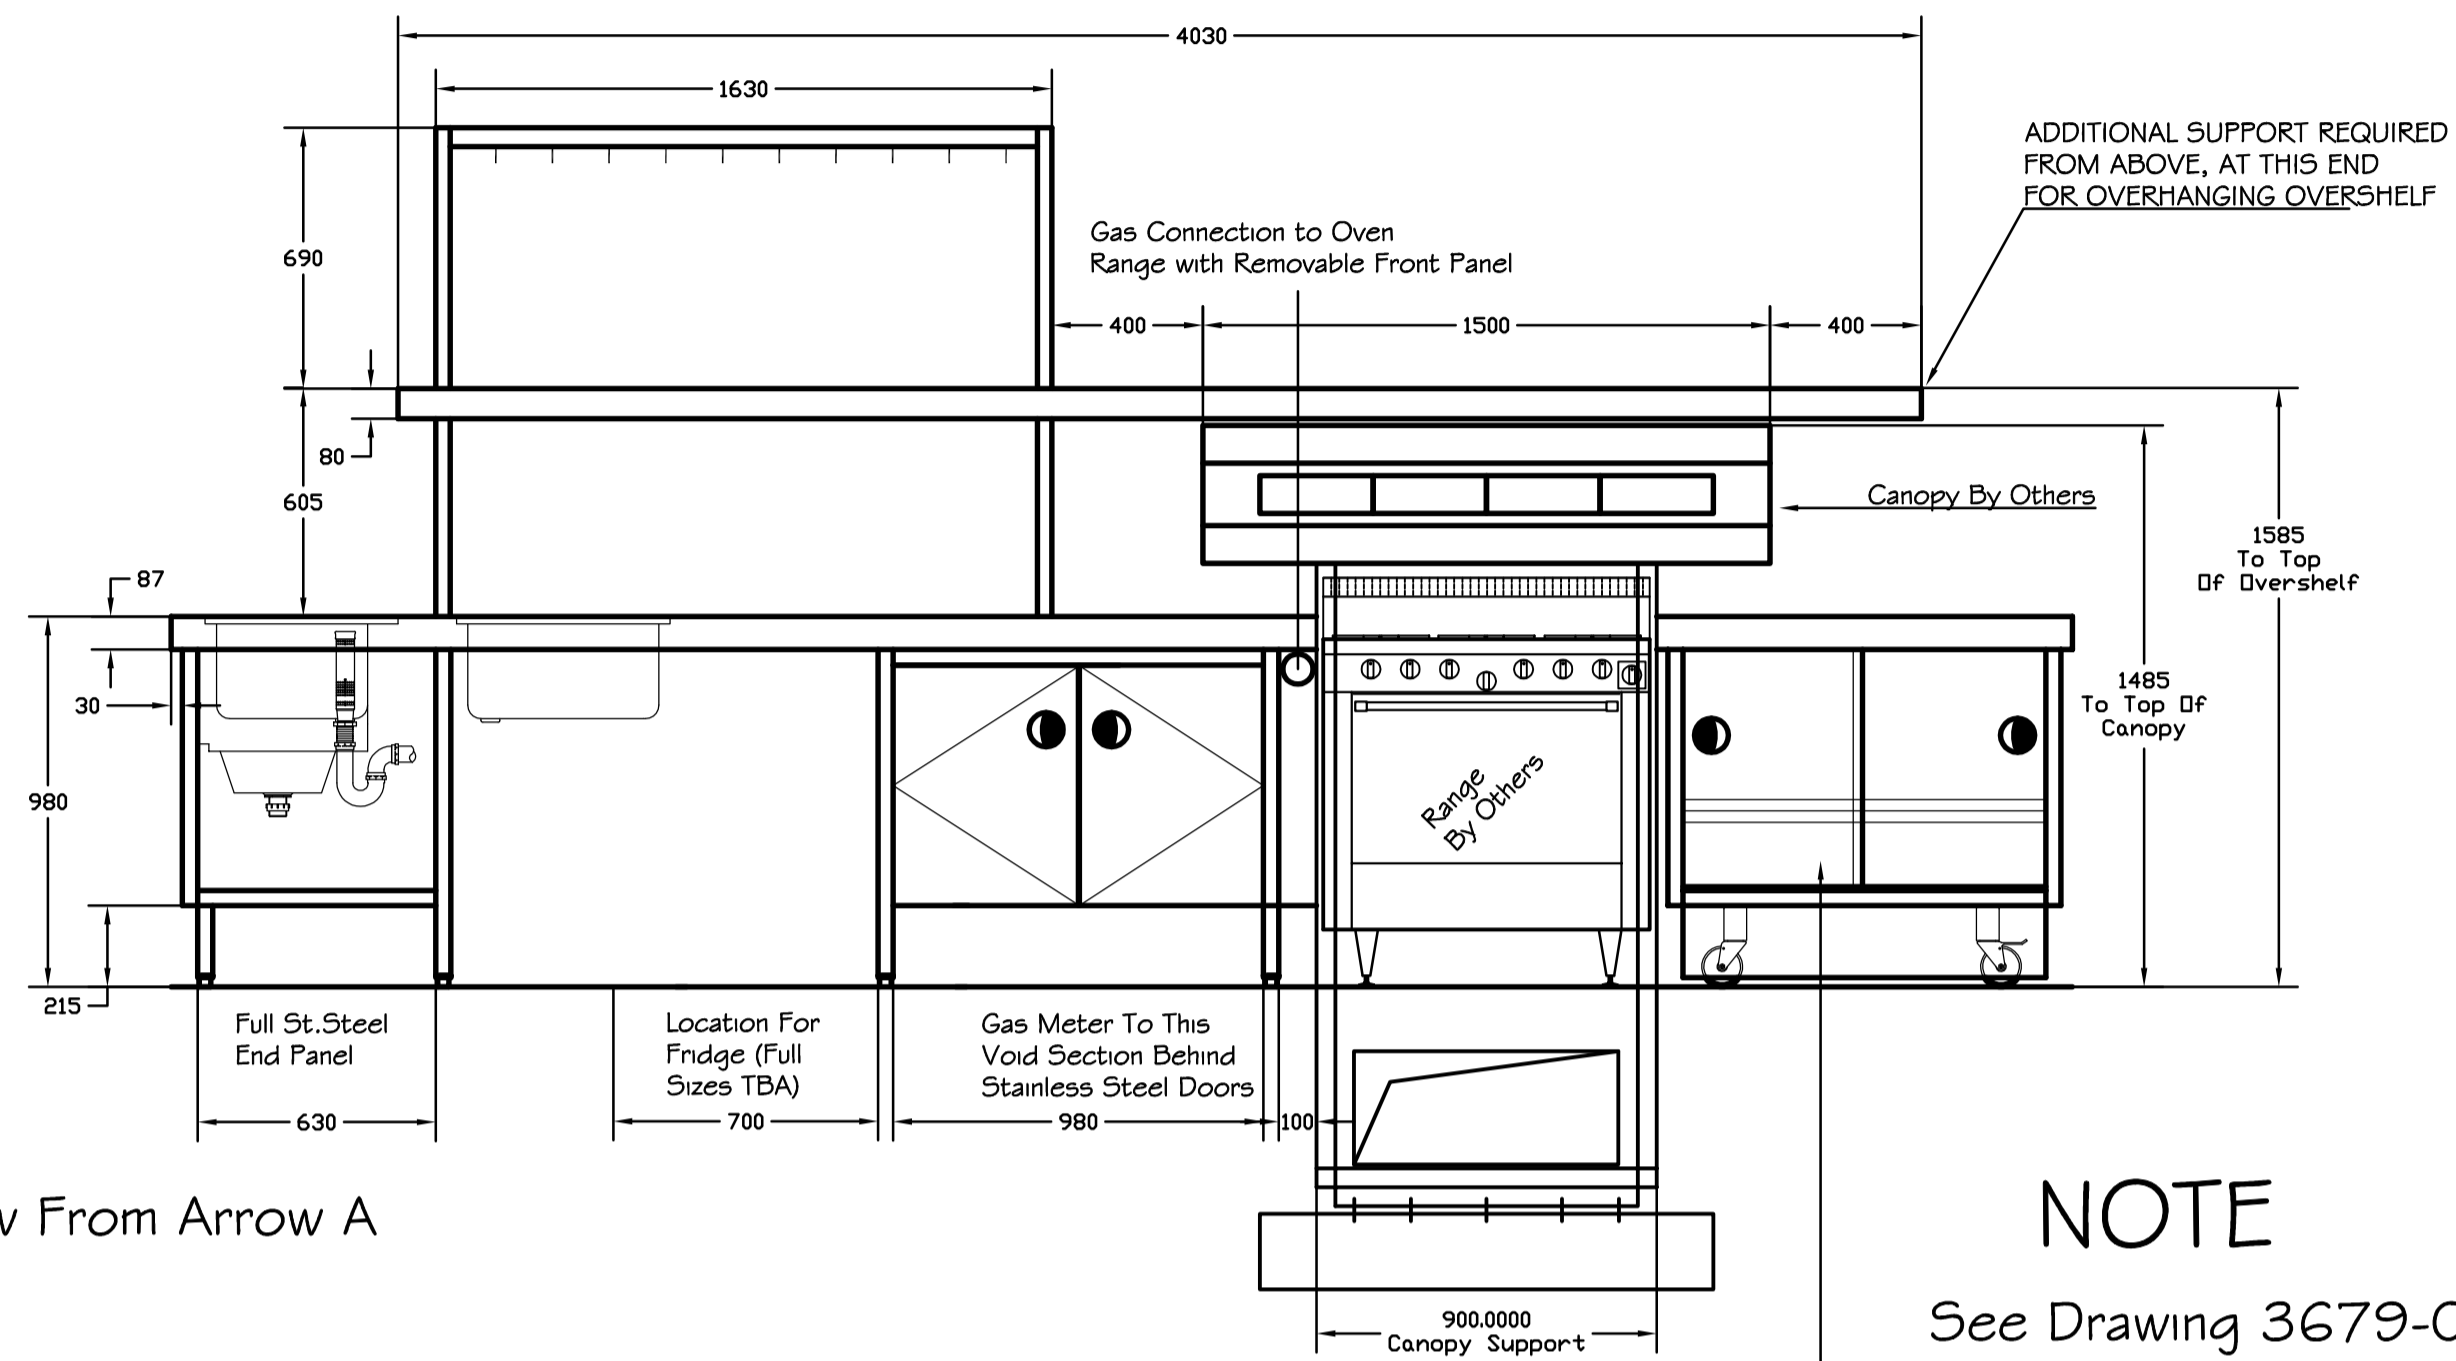 4030
1630
ADDITIONAL SUPPORT REQUIRED
FROM ABOVE, AT THIS END
FOR OVERHANGING OVERSHELF
690
Gas Connection to Oven
Range with Removable Front Panel
400
1500
400
80
605
Canopy By Others
1585
To Top
Of Overshelf
87
30
1485
To Top Of
Canopy
980
Range
By Others
215
Full St.Steel
End Panel
Location For
Fridge (Full
Sizes TBA)
Gas Meter To This
Void Section Behind
Stainless Steel Doors
630
700
980
100
From Arrow A
NOTE
900.0000
Canopy Support
See Drawing 3679-